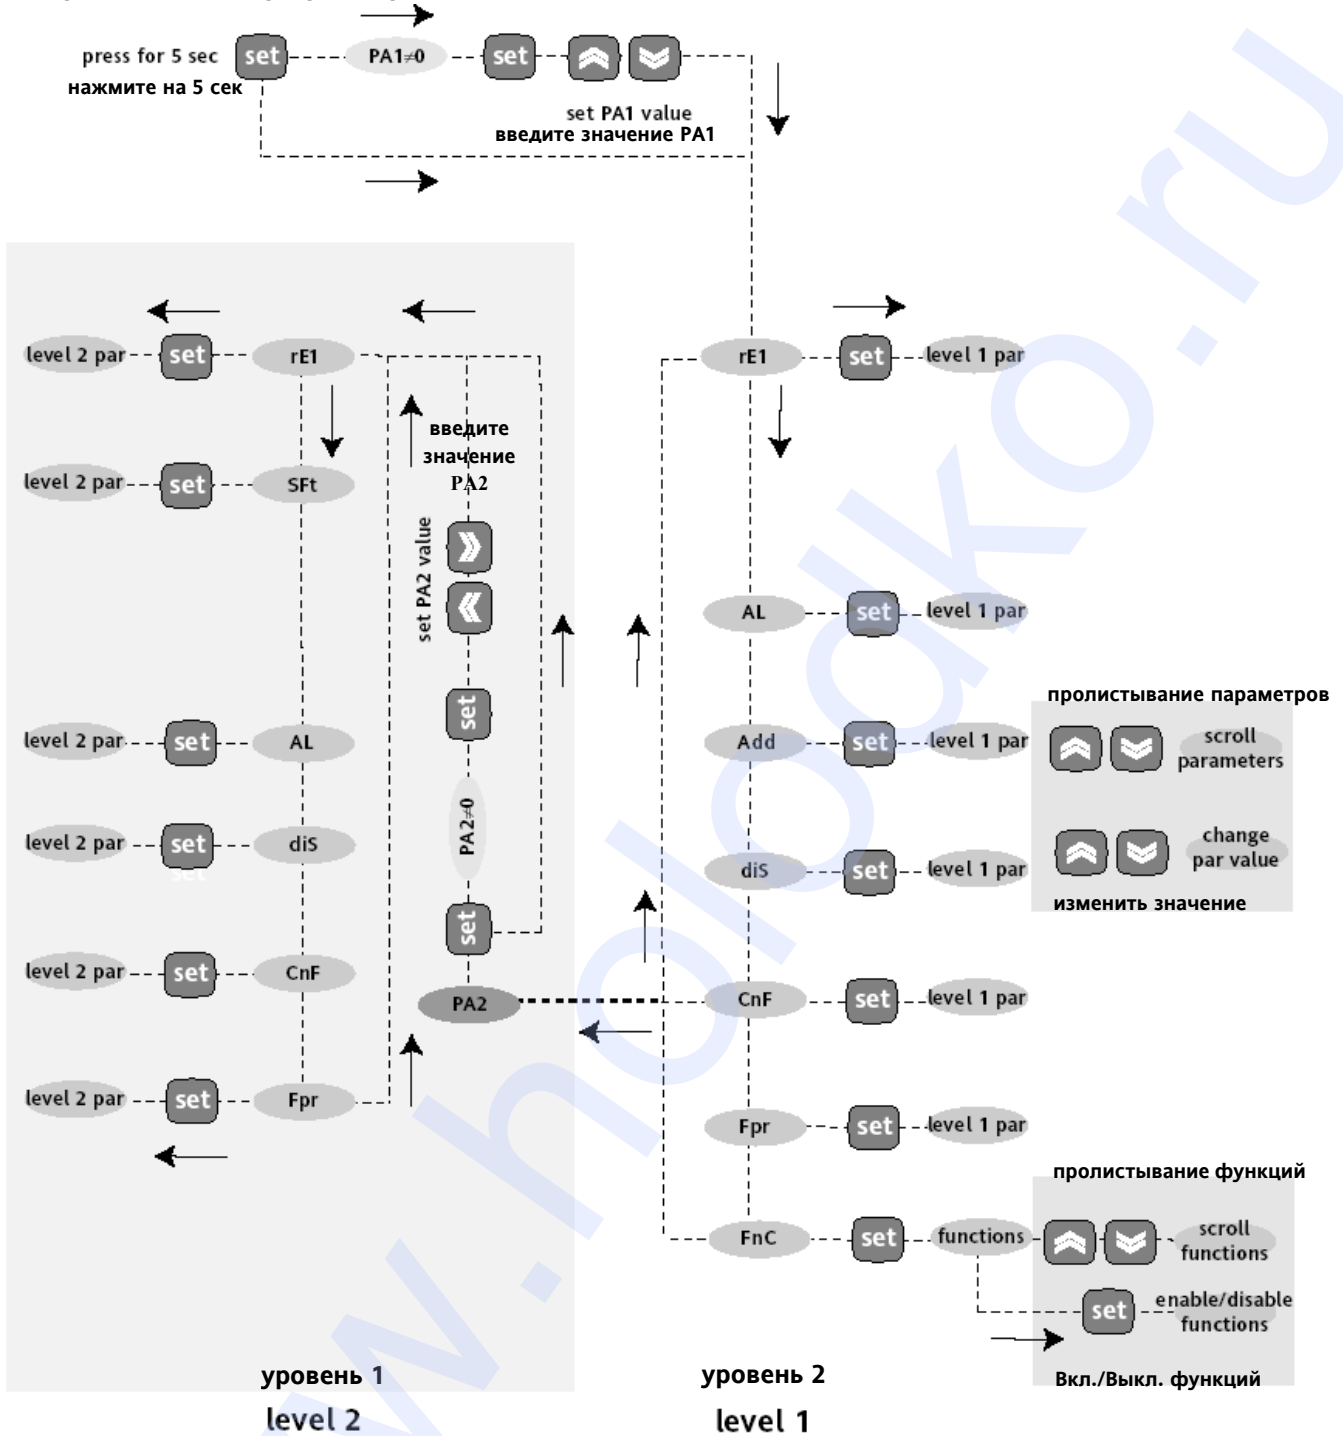 press for 5 sec set PA1≠0 set
нажмите на 5 сек
set PA1 value
введите значение PA1
level 2 par set rE1
rE1 set level 1 par
введите
значение
PA2
level 2 par set SFt
set PA2 value
AL set level 1 par
set
level 2 par set AL
Add set level 1 par
пролистывание параметров
scroll
parameters
PA2≠0
level 2 par set diS
set
diS set level 1 par
change
par value
изменить значение
set
level 2 par set CnF
PA2
CnF set level 1 par
level 2 par set Fpr
Fpr set level 1 par
пролистывание функций
FnC set functions
scroll
functions
set
enable/disable
functions
Вкл./Выкл. функций
уровень 1
level 2
уровень 2
level 1
w.holodko.ru